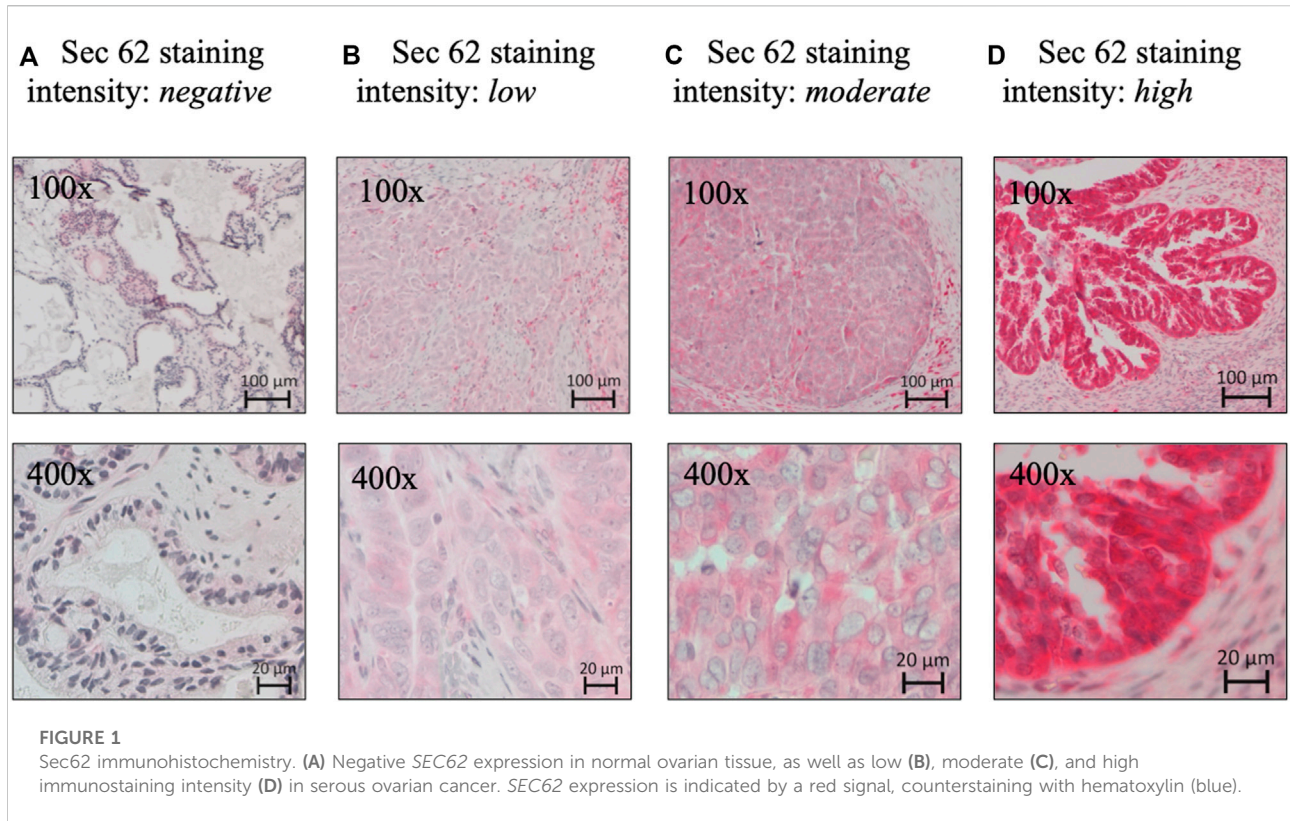 A Sec 62 staining
intensity: negative
B Sec 62 staining
intensity: low
C Sec 62 staining
intensity: moderate
D Sec 62 staining
intensity: high
100x
100 µm
100x
100 µm
100x
100 µm
100x
100 µm
400x
20 µm
400x
20 µm
400x
20 µm
400x
20 µm
FIGURE 1
Sec62 immunohistochemistry. (A) Negative SEC62 expression in normal ovarian tissue, as well as low (B), moderate (C), and high
immunostaining intensity (D) in serous ovarian cancer. SEC62 expression is indicated by a red signal, counterstaining with hematoxylin (blue).